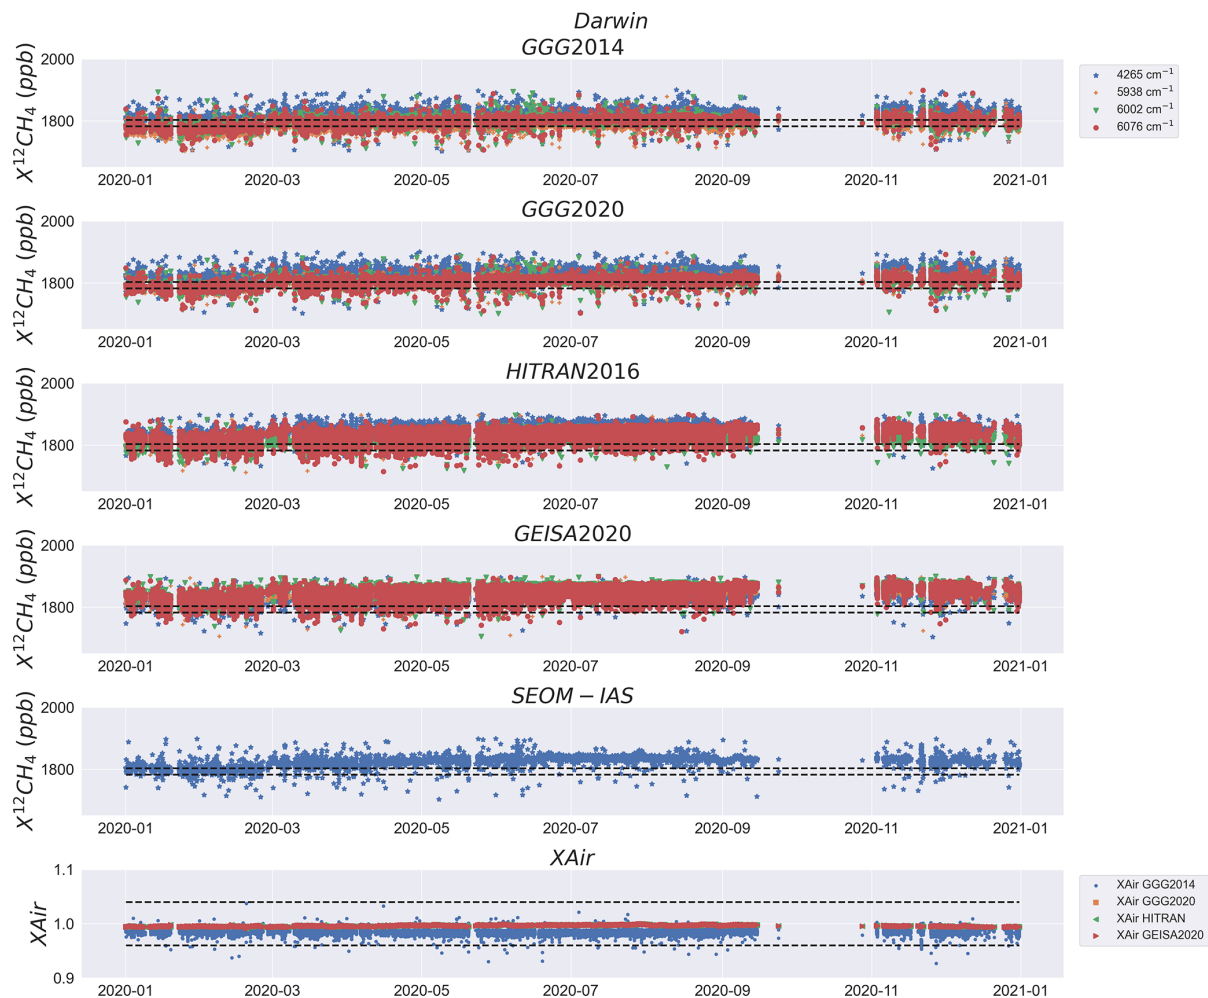 Darwin
GGG2014
X¹²CH₄ (ppb)
2000
1800
2020-01 2020-03 2020-05 2020-07 2020-09 2020-11 2021-01
4265 cm⁻¹
5938 cm⁻¹
6002 cm⁻¹
6076 cm⁻¹
GGG2020
X¹²CH₄ (ppb)
2000
1800
2020-01 2020-03 2020-05 2020-07 2020-09 2020-11 2021-01
HITRAN2016
X¹²CH₄ (ppb)
2000
1800
2020-01 2020-03 2020-05 2020-07 2020-09 2020-11 2021-01
GEISA2020
X¹²CH₄ (ppb)
2000
1800
2020-01 2020-03 2020-05 2020-07 2020-09 2020-11 2021-01
SEOM − IAS
X¹²CH₄ (ppb)
2000
1800
2020-01 2020-03 2020-05 2020-07 2020-09 2020-11 2021-01
XAir
XAir
1.1
1.0
0.9
2020-01 2020-03 2020-05 2020-07 2020-09 2020-11 2021-01
XAir GGG2014
XAir GGG2020
XAir HITRAN
XAir GEISA2020